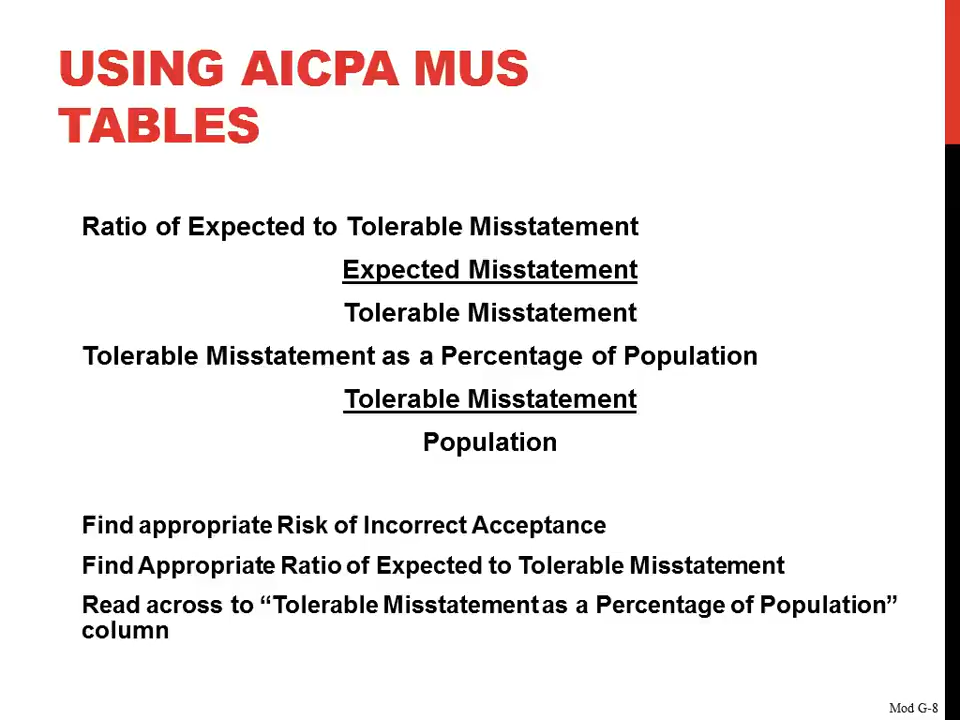 USING AICPA MUS
TABLES
Ratio of Expected to Tolerable Misstatement
Expected Misstatement
Tolerable Misstatement
Tolerable Misstatement as a Percentage of Population
Tolerable Misstatement
Population
Find appropriate Risk of Incorrect Acceptance
Find Appropriate Ratio of Expected to Tolerable Misstatement
Read across to “Tolerable Misstatement as a Percentage of Population”
column
Mod G-8